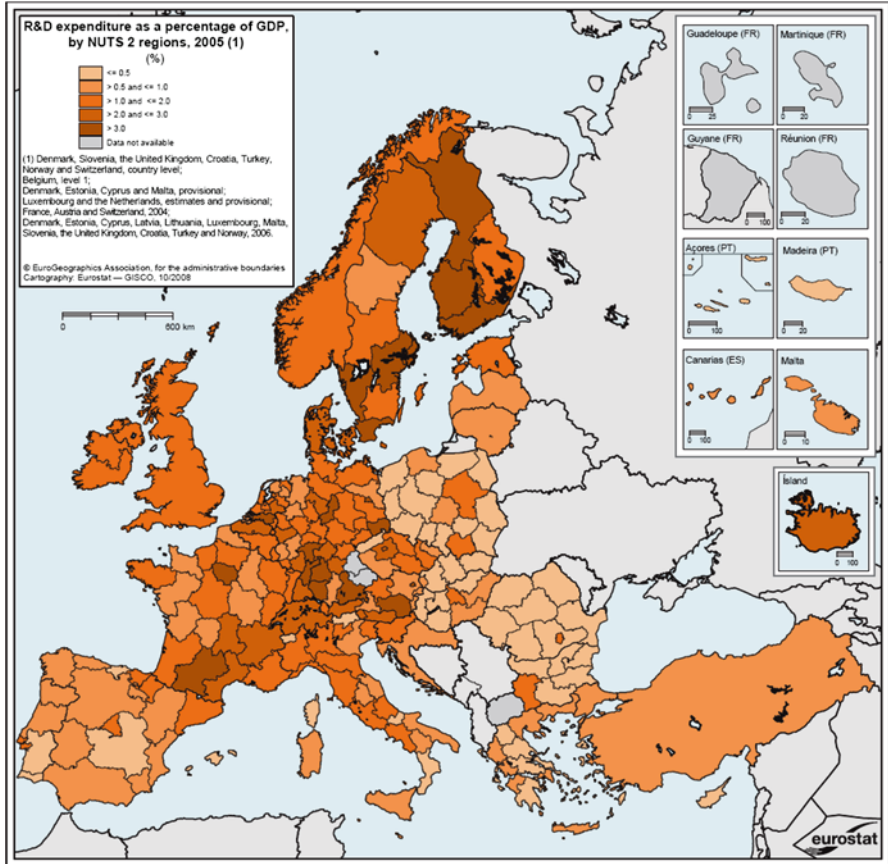 R&D expenditure as a percentage of GDP,
by NUTS 2 regions, 2005 (1)
(%)
<= 0.5
> 0.5 and <= 1.0
> 1.0 and <= 2.0
> 2.0 and <= 3.0
> 3.0
Data not available
(1) Denmark, Slovenia, the United Kingdom, Croatia, Turkey,
Norway and Switzerland, country level;
Belgium, level 1;
Denmark, Estonia, Cyprus and Malta, provisional;
Luxembourg and the Netherlands, estimates and provisional;
France, Austria and Switzerland, 2004;
Denmark, Estonia, Cyprus, Latvia, Lithuania, Luxembourg, Malta,
Slovenia, the United Kingdom, Croatia, Turkey and Norway, 2006.
© EuroGeographics Association, for the administrative boundaries
Cartography: Eurostat — GISCO, 10/2008
0 600 km
Guadeloupe (FR)
0 25
Martinique (FR)
0 20
Guyane (FR)
0 100
Réunion (FR)
0 20
Açores (PT)
0 100
Madeira (PT)
0 20
Canarias (ES)
0 100
Malta
0 10
Ísland
0 100
eurostat